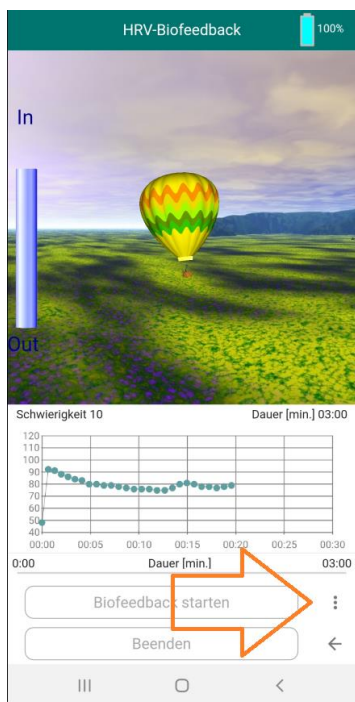 HRV-Biofeedback 100%
In
Out
Schwierigkeit 10 Dauer [min.] 03:00
120
110
100
90
80
70
60
50
40
00:00 00:05 00:10 00:15 00:20 00:25 00:30
0:00 Dauer [min.] 03:00
Biofeedback starten
Beenden